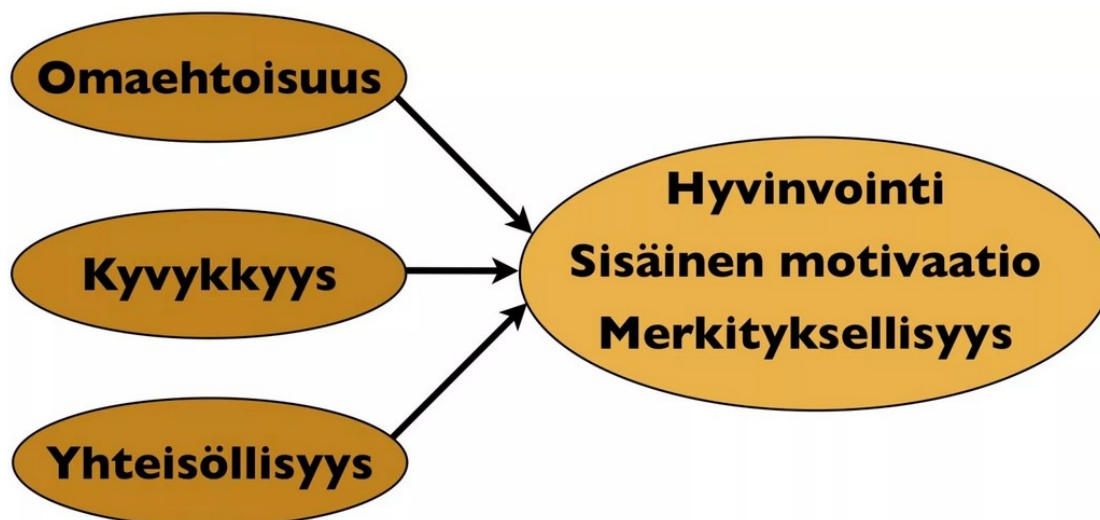 Omaehtoisuus
Kyvykkyys
Yhteisöllisyys
Hyvinvointi
Sisäinen motivaatio
Merkityksellisyys